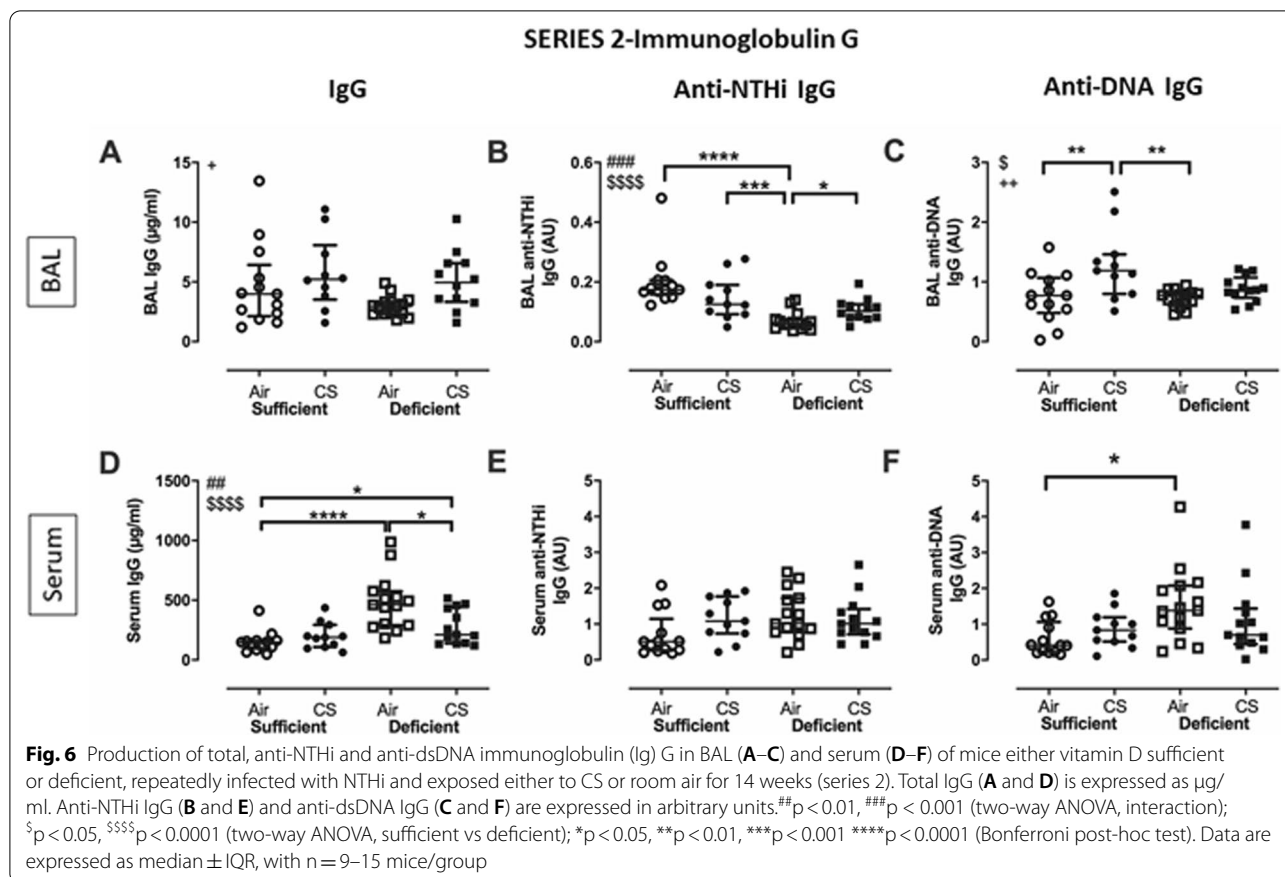 SERIES 2-Immunoglobulin G
IgG
Anti-NTHi IgG
Anti-DNA IgG
BAL
A
BAL IgG (µg/ml)
15
10
5
0
+
Air CS Air CS
Sufficient Deficient
B
BAL anti-NTHi
IgG (AU)
0.6
0.4
0.2
0.0
###
$$$$
****
*** *
Air CS Air CS
Sufficient Deficient
C
BAL anti-DNA
IgG (AU)
3
2
1
0
$
++
** **
Air CS Air CS
Sufficient Deficient
Serum
D
Serum IgG (µg/ml)
1500
1000
500
0
##
$$$$
*
**** *
Air CS Air CS
Sufficient Deficient
E
Serum anti-NTHi
IgG (AU)
5
4
3
2
1
0
Air CS Air CS
Sufficient Deficient
F
Serum anti-DNA
IgG (AU)
5
4
3
2
1
0
*
Air CS Air CS
Sufficient Deficient
Fig. 6 Production of total, anti-NTHi and anti-dsDNA immunoglobulin (Ig) G in BAL (A–C) and serum (D–F) of mice either vitamin D sufficient
or deficient, repeatedly infected with NTHi and exposed either to CS or room air for 14 weeks (series 2). Total IgG (A and D) is expressed as µg/
ml. Anti-NTHi IgG (B and E) and anti-dsDNA IgG (C and F) are expressed in arbitrary units.##p < 0.01, ###p < 0.001 (two-way ANOVA, interaction);
$p < 0.05, $$$$p < 0.0001 (two-way ANOVA, sufficient vs deficient); *p < 0.05, **p < 0.01, ***p < 0.001 ****p < 0.0001 (Bonferroni post-hoc test). Data are
expressed as median ± IQR, with n = 9–15 mice/group